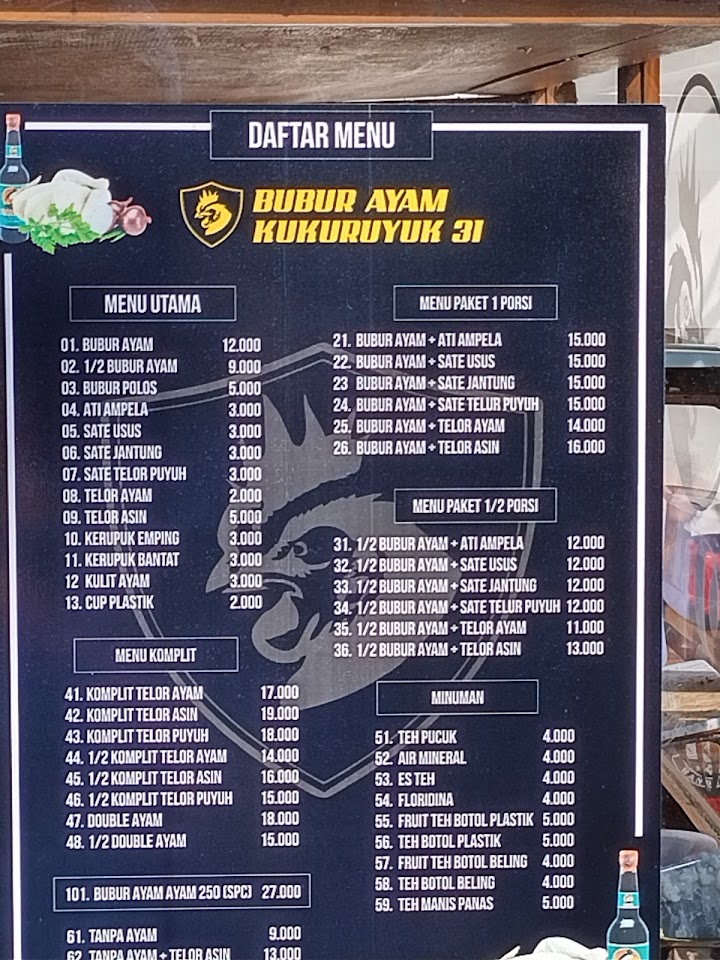 DAFTAR MENU
BUBUR AYAM
KUKURUYUK 31
MENU UTAMA
01. BUBUR AYAM 12.000
02. 1/2 BUBUR AYAM 9.000
03. BUBUR POLOS 5.000
04. ATI AMPELA 3.000
05. SATE USUS 3.000
06. SATE JANTUNG 3.000
07. SATE TELOR PUYUH 3.000
08. TELOR AYAM 2.000
09. TELOR ASIN 5.000
10. KERUPUK EMPING 3.000
11. KERUPUK BANTAT 3.000
12 KULIT AYAM 3.000
13. CUP PLASTIK 2.000
MENU KOMPLIT
41. KOMPLIT TELOR AYAM 17.000
42. KOMPLIT TELOR ASIN 19.000
43. KOMPLIT TELOR PUYUH 18.000
44. 1/2 KOMPLIT TELOR AYAM 14.000
45. 1/2 KOMPLIT TELOR ASIN 16.000
46. 1/2 KOMPLIT TELOR PUYUH 15.000
47. DOUBLE AYAM 18.000
48. 1/2 DOUBLE AYAM 15.000
101. BUBUR AYAM AYAM 250 (SPC) 27.000
61. TANPA AYAM 9.000
62. TANPA AYAM + TELOR ASIN 13.000
MENU PAKET 1 PORSI
21. BUBUR AYAM + ATI AMPELA 15.000
22. BUBUR AYAM + SATE USUS 15.000
23 BUBUR AYAM + SATE JANTUNG 15.000
24. BUBUR AYAM + SATE TELUR PUYUH 15.000
25. BUBUR AYAM + TELOR AYAM 14.000
26. BUBUR AYAM + TELOR ASIN 16.000
MENU PAKET 1/2 PORSI
31. 1/2 BUBUR AYAM + ATI AMPELA 12.000
32. 1/2 BUBUR AYAM + SATE USUS 12.000
33. 1/2 BUBUR AYAM + SATE JANTUNG 12.000
34. 1/2 BUBUR AYAM + SATE TELUR PUYUH 12.000
35. 1/2 BUBUR AYAM + TELOR AYAM 11.000
36. 1/2 BUBUR AYAM + TELOR ASIN 13.000
MINUMAN
51. TEH PUCUK 4.000
52. AIR MINERAL 4.000
53. ES TEH 4.000
54. FLORIDINA 4.000
55. FRUIT TEH BOTOL PLASTIK 5.000
56. TEH BOTOL PLASTIK 5.000
57. FRUIT TEH BOTOL BELING 4.000
58. TEH BOTOL BELING 4.000
59. TEH MANIS PANAS 5.000